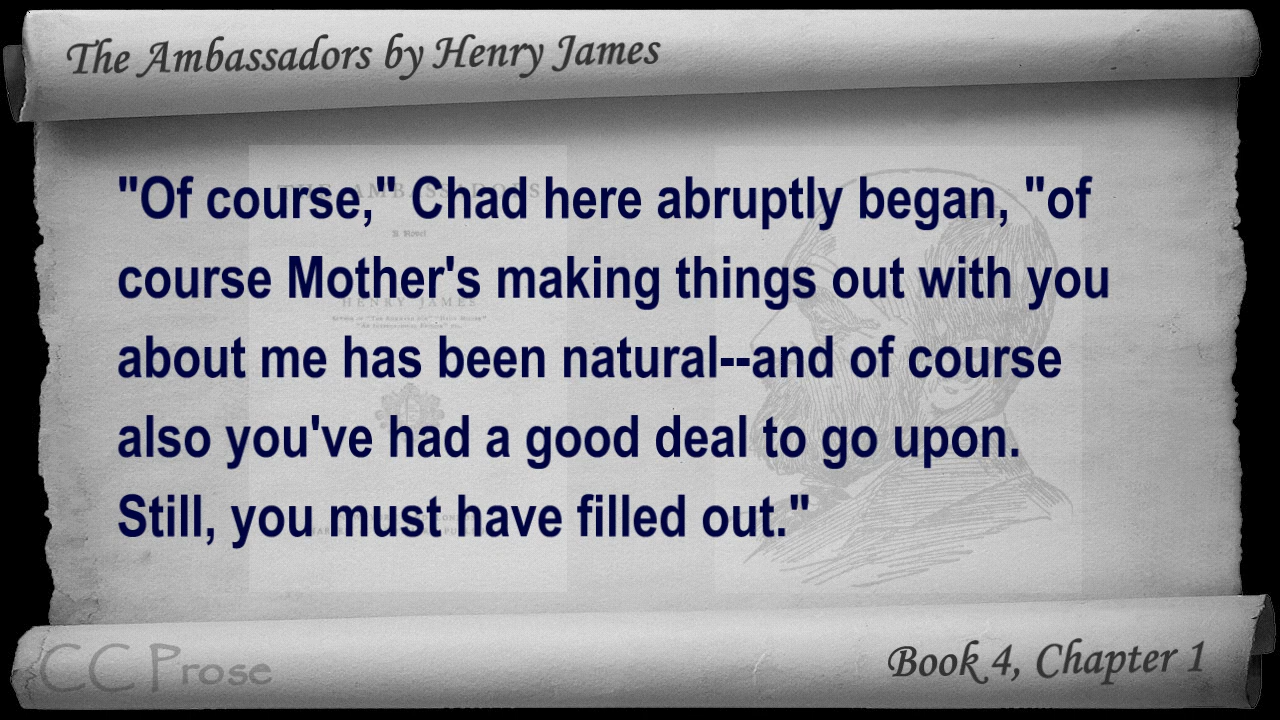 The Ambassadors by Henry James
"Of course," Chad here abruptly began, "of
course Mother's making things out with you
about me has been natural--and of course
also you've had a good deal to go upon.
Still, you must have filled out."
CC Prose
Book 4, Chapter 1